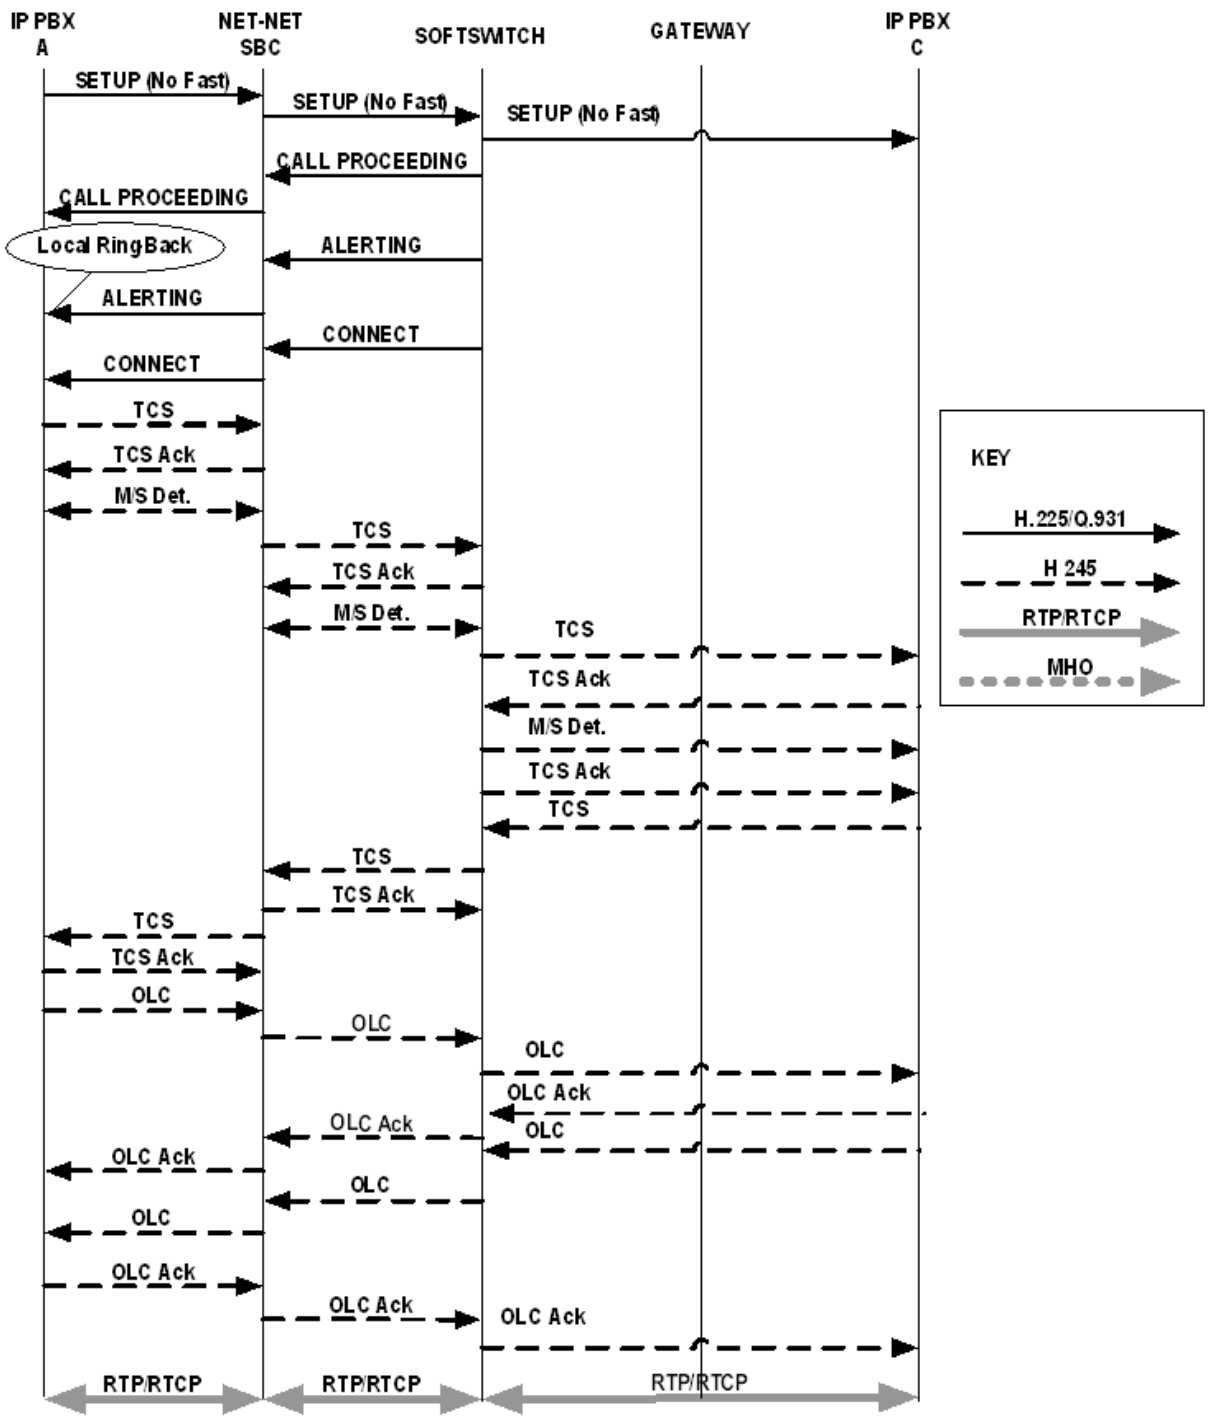 IP PBX
A
NET-NET
SBC
SOFTSWITCH
GATEWAY
IP PBX
C
SETUP (No Fast)
SETUP (No Fast)
SETUP (No Fast)
CALL PROCEEDING
CALL PROCEEDING
Local RingBack
ALERTING
ALERTING
CONNECT
CONNECT
TCS
TCS Ack
M/S Det.
TCS
TCS Ack
M/S Det.
TCS
TCS Ack
M/S Det.
TCS Ack
TCS
TCS
TCS Ack
TCS
TCS Ack
OLC
OLC
OLC
OLC Ack
OLC Ack
OLC
OLC Ack
OLC
OLC
OLC Ack
OLC Ack
OLC Ack
RTP/RTCP
RTP/RTCP
RTP/RTCP
KEY
H.225/Q.931
H 245
RTP/RTCP
MHO